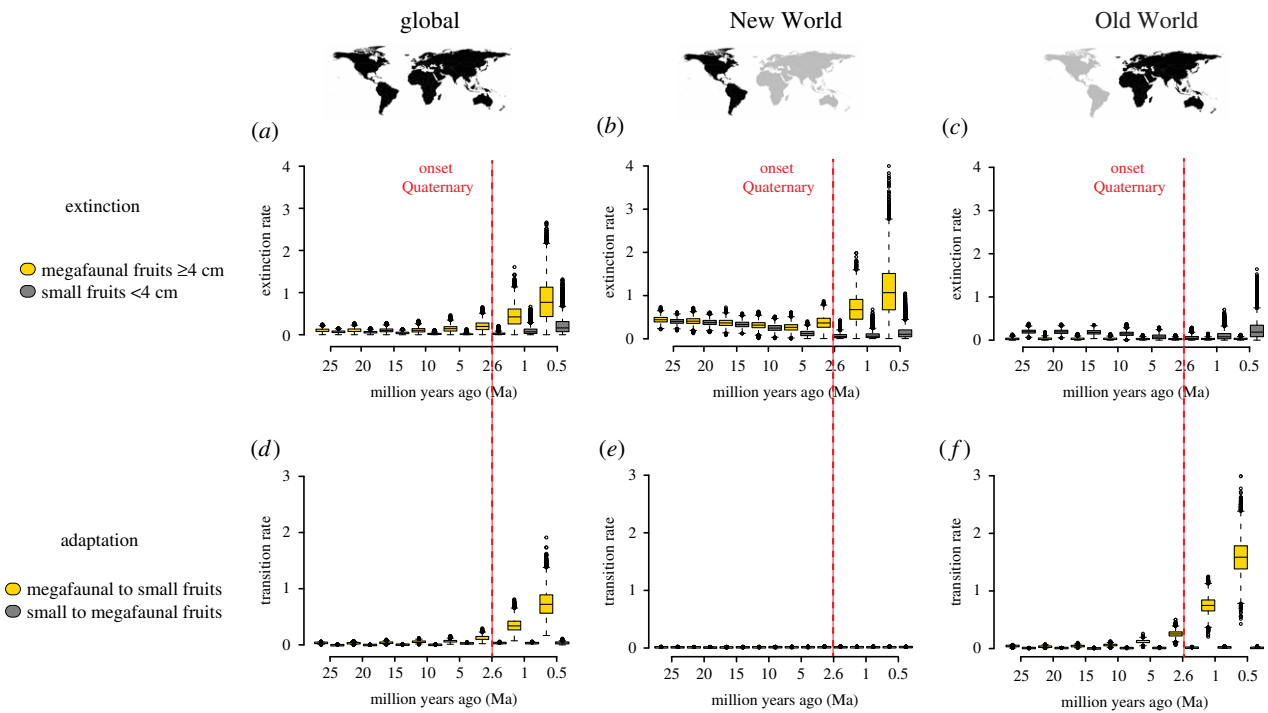 global
New World
Old World
(a)
(b)
(c)
extinction
megafaunal fruits ≥4 cm
small fruits <4 cm
extinction rate
4
3
2
1
0
onset
Quaternary
25 20 15 10 5 2.6 1 0.5
million years ago (Ma)
extinction rate
4
3
2
1
0
onset
Quaternary
25 20 15 10 5 2.6 1 0.5
million years ago (Ma)
extinction rate
4
3
2
1
0
onset
Quaternary
25 20 15 10 5 2.6 1 0.5
million years ago (Ma)
(d)
(e)
(f)
adaptation
megafaunal to small fruits
small to megafaunal fruits
transition rate
3
2
1
0
25 20 15 10 5 2.6 1 0.5
million years ago (Ma)
transition rate
3
2
1
0
25 20 15 10 5 2.6 1 0.5
million years ago (Ma)
transition rate
3
2
1
0
25 20 15 10 5 2.6 1 0.5
million years ago (Ma)